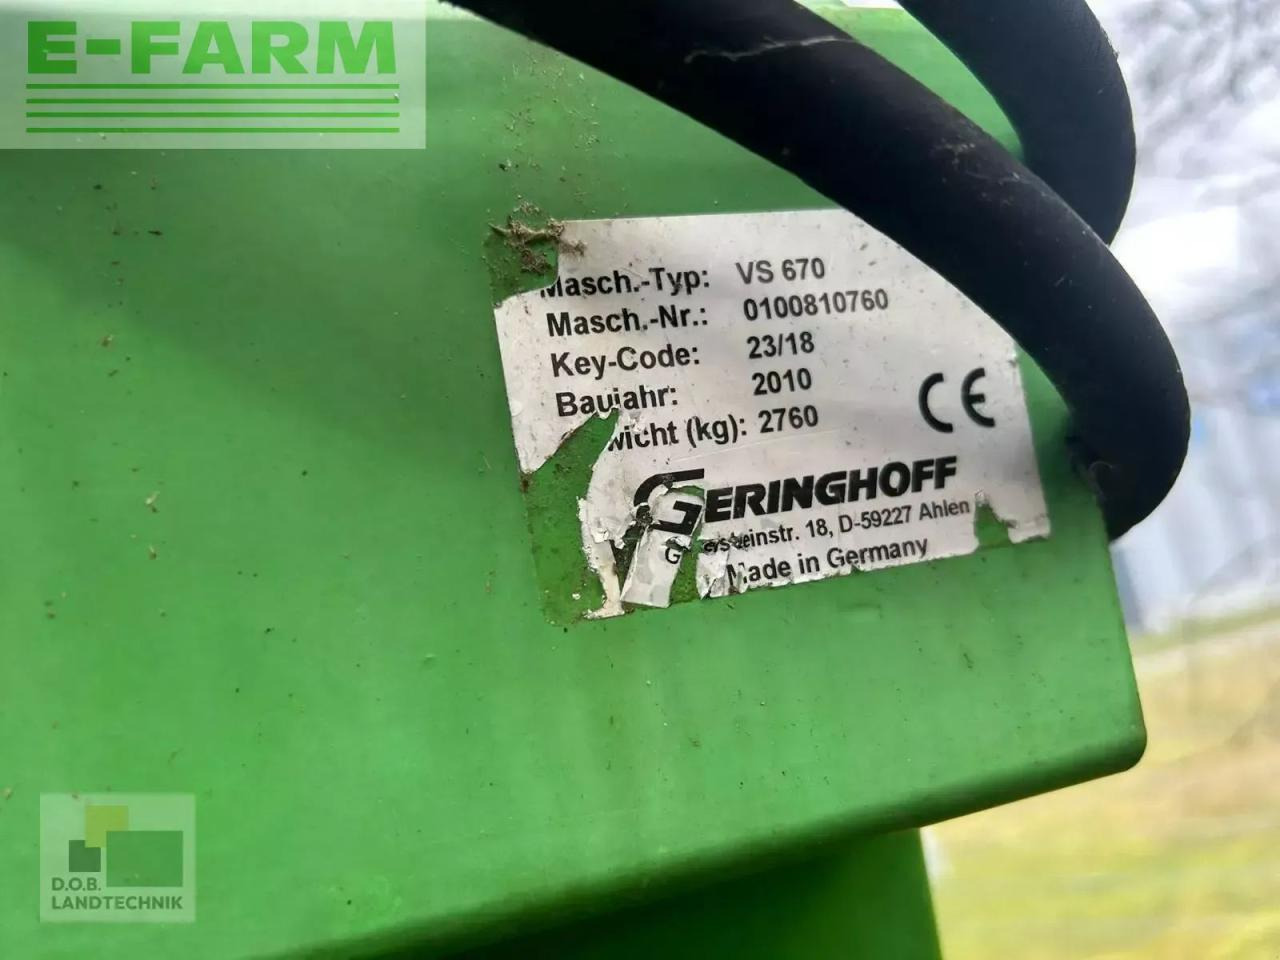 E-FARM
Masch.-Typ: VS 670
Masch.-Nr.: 0100810760
Key-Code: 23/18
Baujahr: 2010
wicht (kg): 2760
CE
GERINGHOFF
18, D-59227 Ahlen
Made in Germany
D.O.B.
LANDTECHNIK